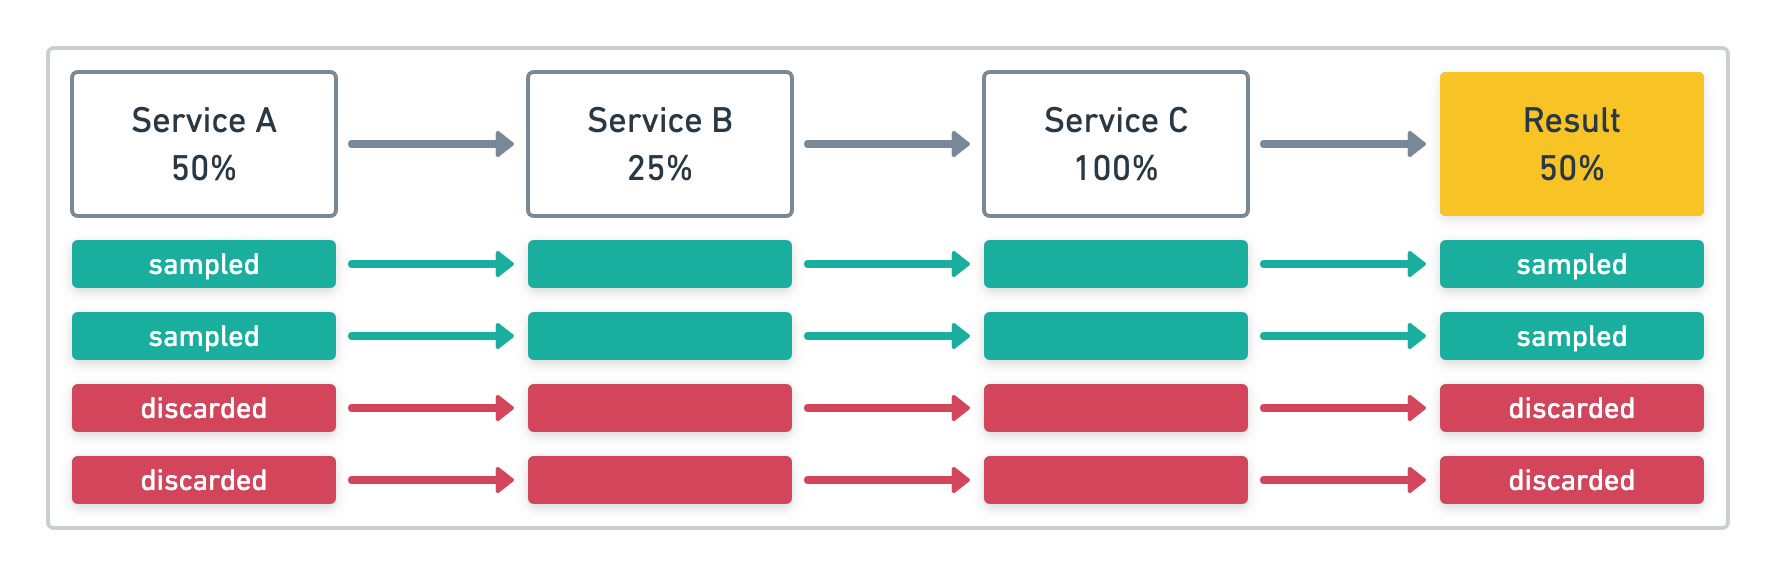 Service A
50%
Service B
25%
Service C
100%
Result
50%
sampled
sampled
sampled
sampled
discarded
discarded
discarded
discarded